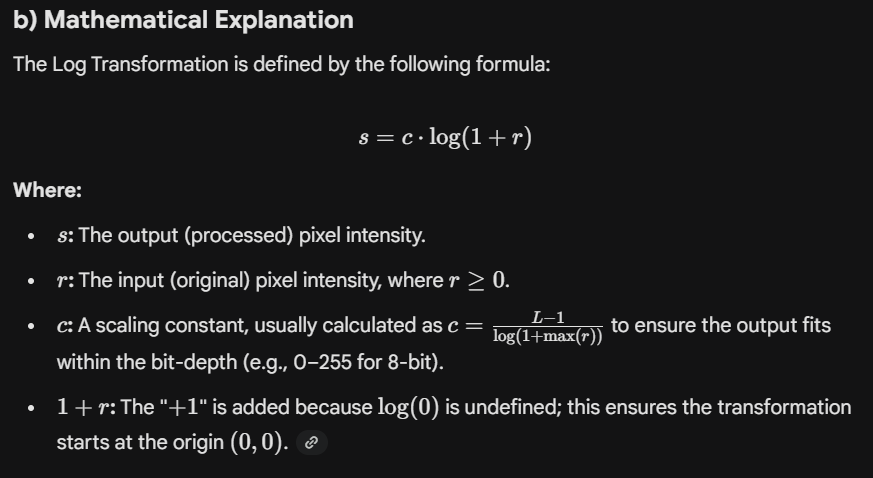 b) Mathematical Explanation
The Log Transformation is defined by the following formula:
s = c · log(1 + r)
Where:
• s: The output (processed) pixel intensity.
• r: The input (original) pixel intensity, where r ≥ 0.
• c: A scaling constant, usually calculated as c = \frac{L−1}{log(1+max(r))} to ensure the output fits
within the bit-depth (e.g., 0–255 for 8-bit).
• 1 + r: The "+1" is added because log(0) is undefined; this ensures the transformation
starts at the origin (0, 0).